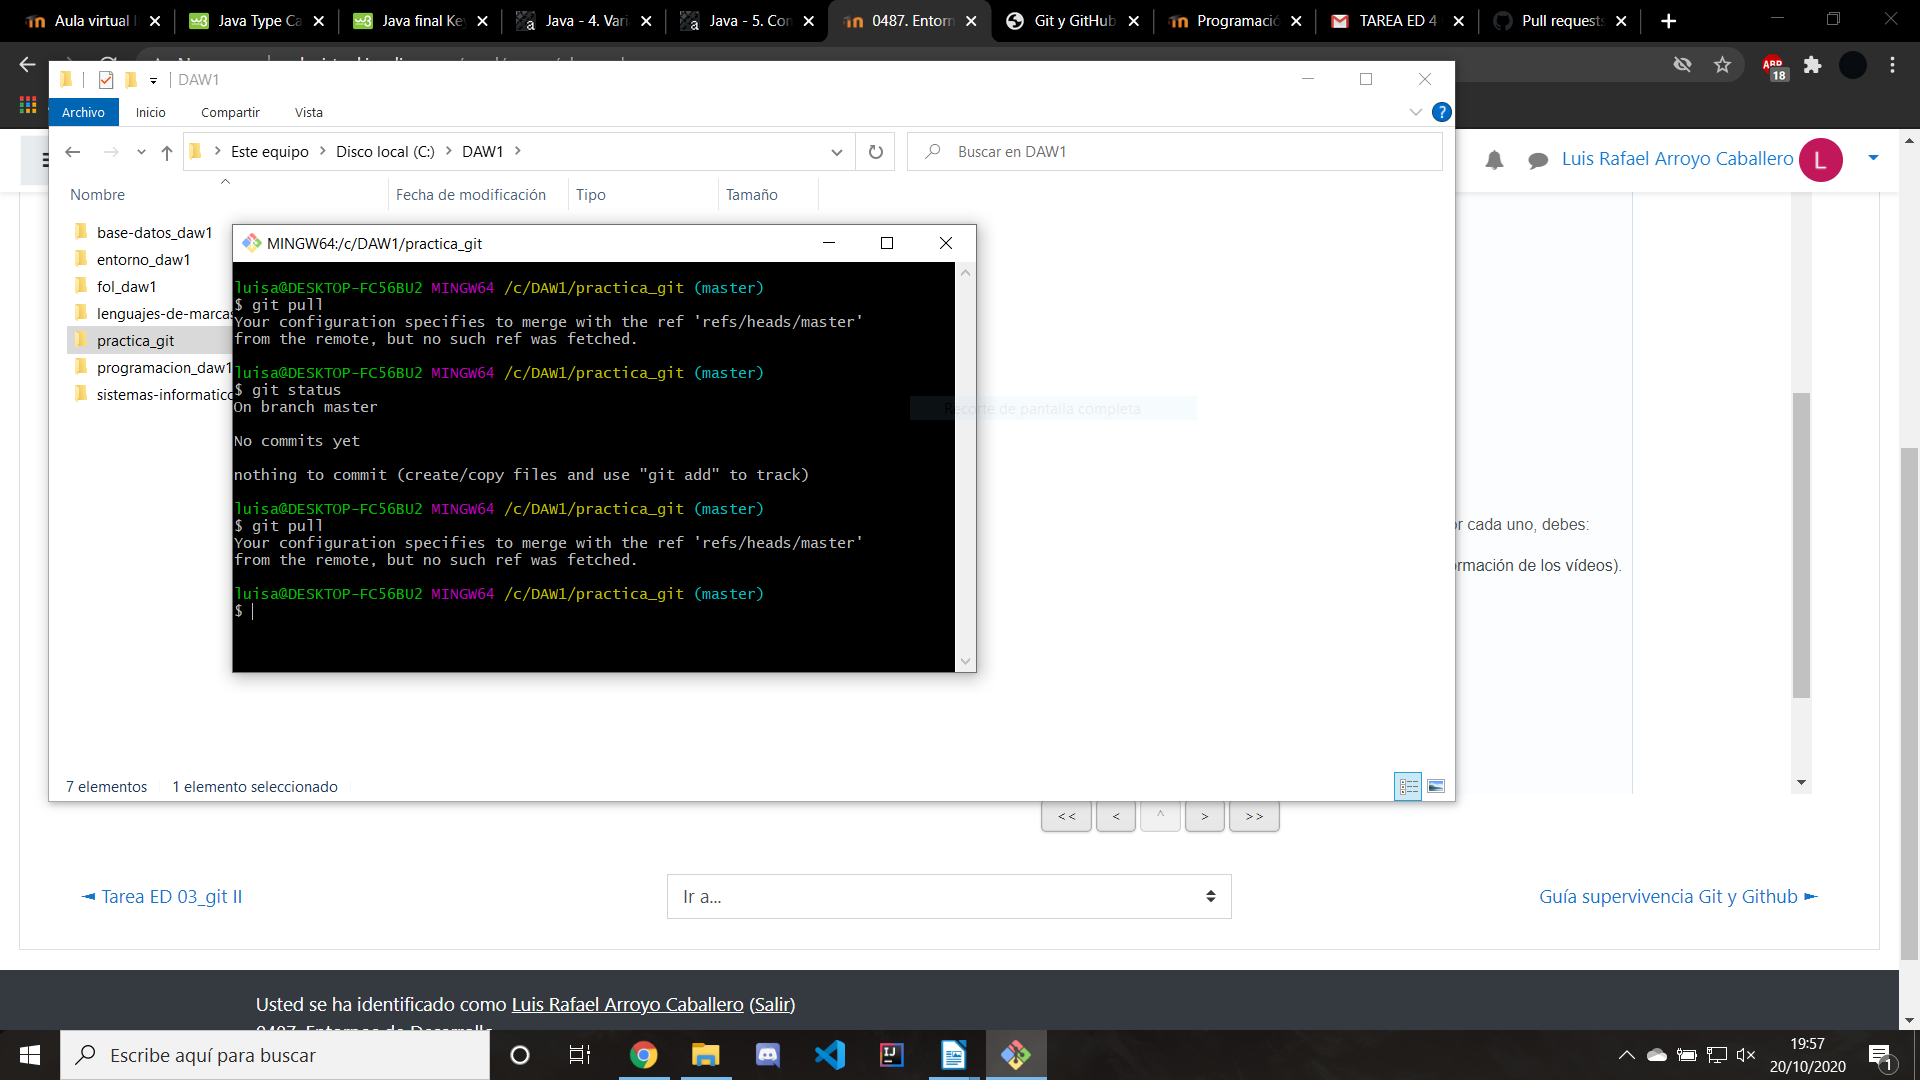 Aula virtual
Java Type Ca
Java final Key
Java - 4. Vari
Java - 5. Con
0487. Entorn
Git y GitHub
Programació
TAREA ED 4
Pull requests
ABP
18
DAW1
Archivo
Inicio
Compartir
Vista
Este equipo
Disco local (C:)
DAW1
Buscar en DAW1
Luis Rafael Arroyo Caballero
L
Nombre
Fecha de modificación
Tipo
Tamaño
base-datos_daw1
entorno_daw1
fol_daw1
lenguajes-de-marcas
practica_git
programacion_daw1
sistemas-informatico
MINGW64:/c/DAW1/practica_git
luisa@DESKTOP-FC56BU2 MINGW64 /c/DAW1/practica_git (master)
$ git pull
Your configuration specifies to merge with the ref 'refs/heads/master'
from the remote, but no such ref was fetched.
luisa@DESKTOP-FC56BU2 MINGW64 /c/DAW1/practica_git (master)
$ git status
On branch master
No commits yet
nothing to commit (create/copy files and use "git add" to track)
luisa@DESKTOP-FC56BU2 MINGW64 /c/DAW1/practica_git (master)
$ git pull
Your configuration specifies to merge with the ref 'refs/heads/master'
from the remote, but no such ref was fetched.
luisa@DESKTOP-FC56BU2 MINGW64 /c/DAW1/practica_git (master)
$
Recorte de pantalla completa
r cada uno, debes:
rmación de los vídeos).
7 elementos
1 elemento seleccionado
<<
<
^
>
>>
◄ Tarea ED 03_git II
Ir a...
Guía supervivencia Git y Github ►
Usted se ha identificado como Luis Rafael Arroyo Caballero (Salir)
0487. Entornos de Desarrollo
Escribe aquí para buscar
19:57
20/10/2020
1